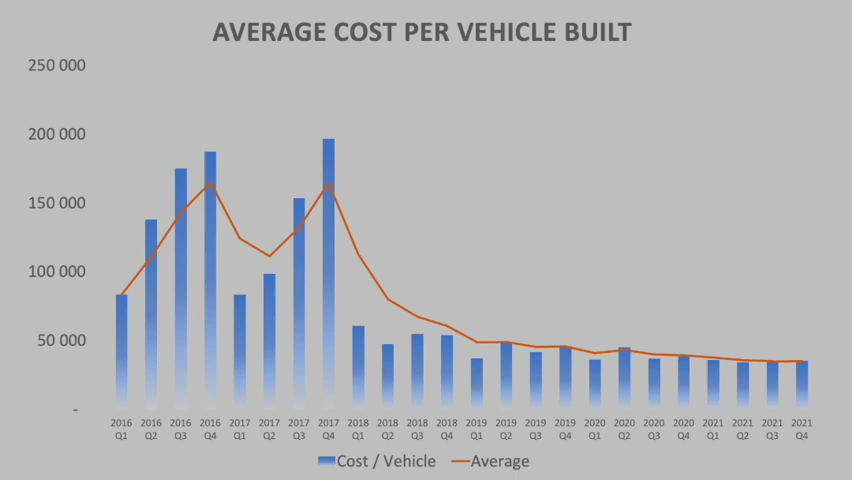 AVERAGE COST PER VEHICLE BUILT
250 000
200 000
150 000
100 000
50 000
-
2016 2016 2016 2016 2017 2017 2017 2017 2018 2018 2018 2018 2019 2019 2019 2019 2020 2020 2020 2020 2021 2021 2021 2021
Q1 Q2 Q3 Q4 Q1 Q2 Q3 Q4 Q1 Q2 Q3 Q4 Q1 Q2 Q3 Q4 Q1 Q2 Q3 Q4 Q1 Q2 Q3 Q4
Cost / Vehicle Average